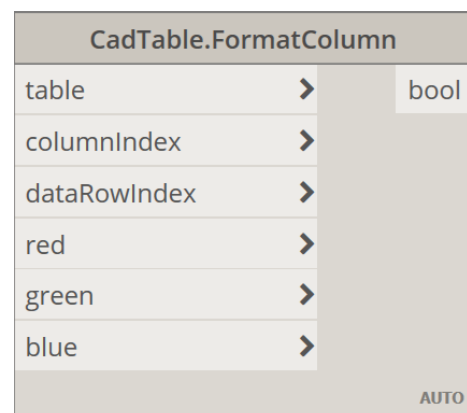 CadTable.FormatColumn
table
bool
columnIndex
dataRowIndex
red
green
blue
AUTO